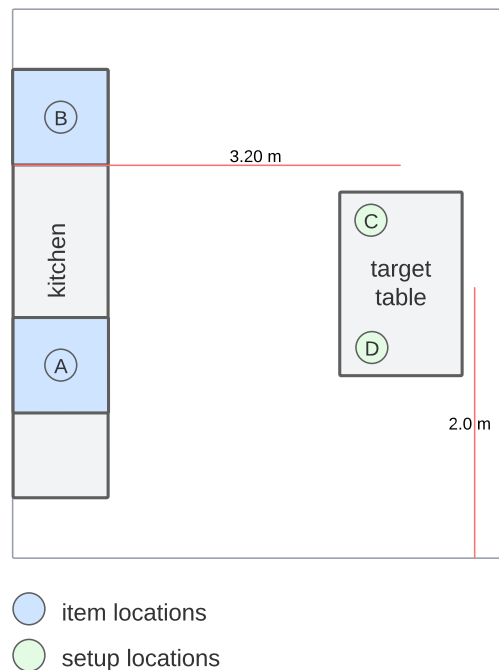 B
3.20 m
kitchen
C
target
table
D
A
2.0 m
item locations
setup locations